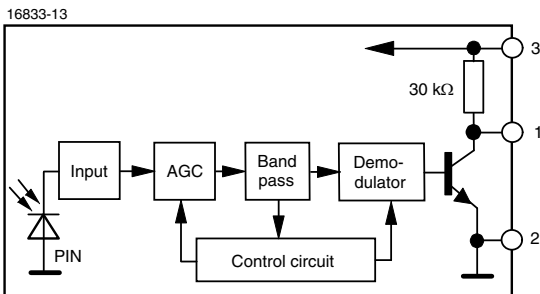 16833-13
3
30 kΩ
1
Input
AGC
Band
pass
Demo-
dulator
PIN
Control circuit
2